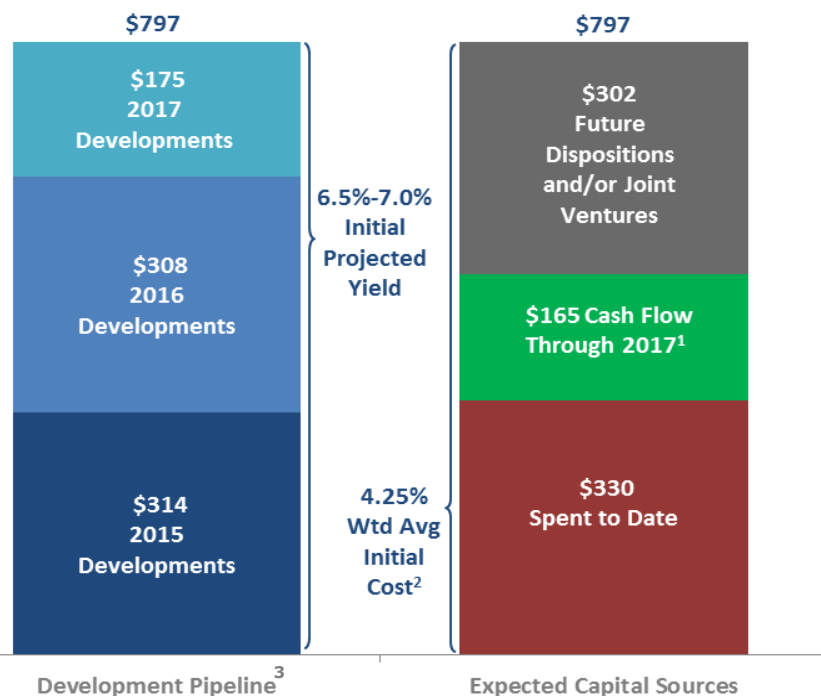 $797
$175
2017
Developments
$308
2016
Developments
$314
2015
Developments
6.5%-7.0%
Initial
Projected
Yield
4.25%
Wtd Avg
Initial
Cost²
$797
$302
Future
Dispositions
and/or Joint
Ventures
$165 Cash Flow
Through 2017¹
$330
Spent to Date
Development Pipeline³
Expected Capital Sources